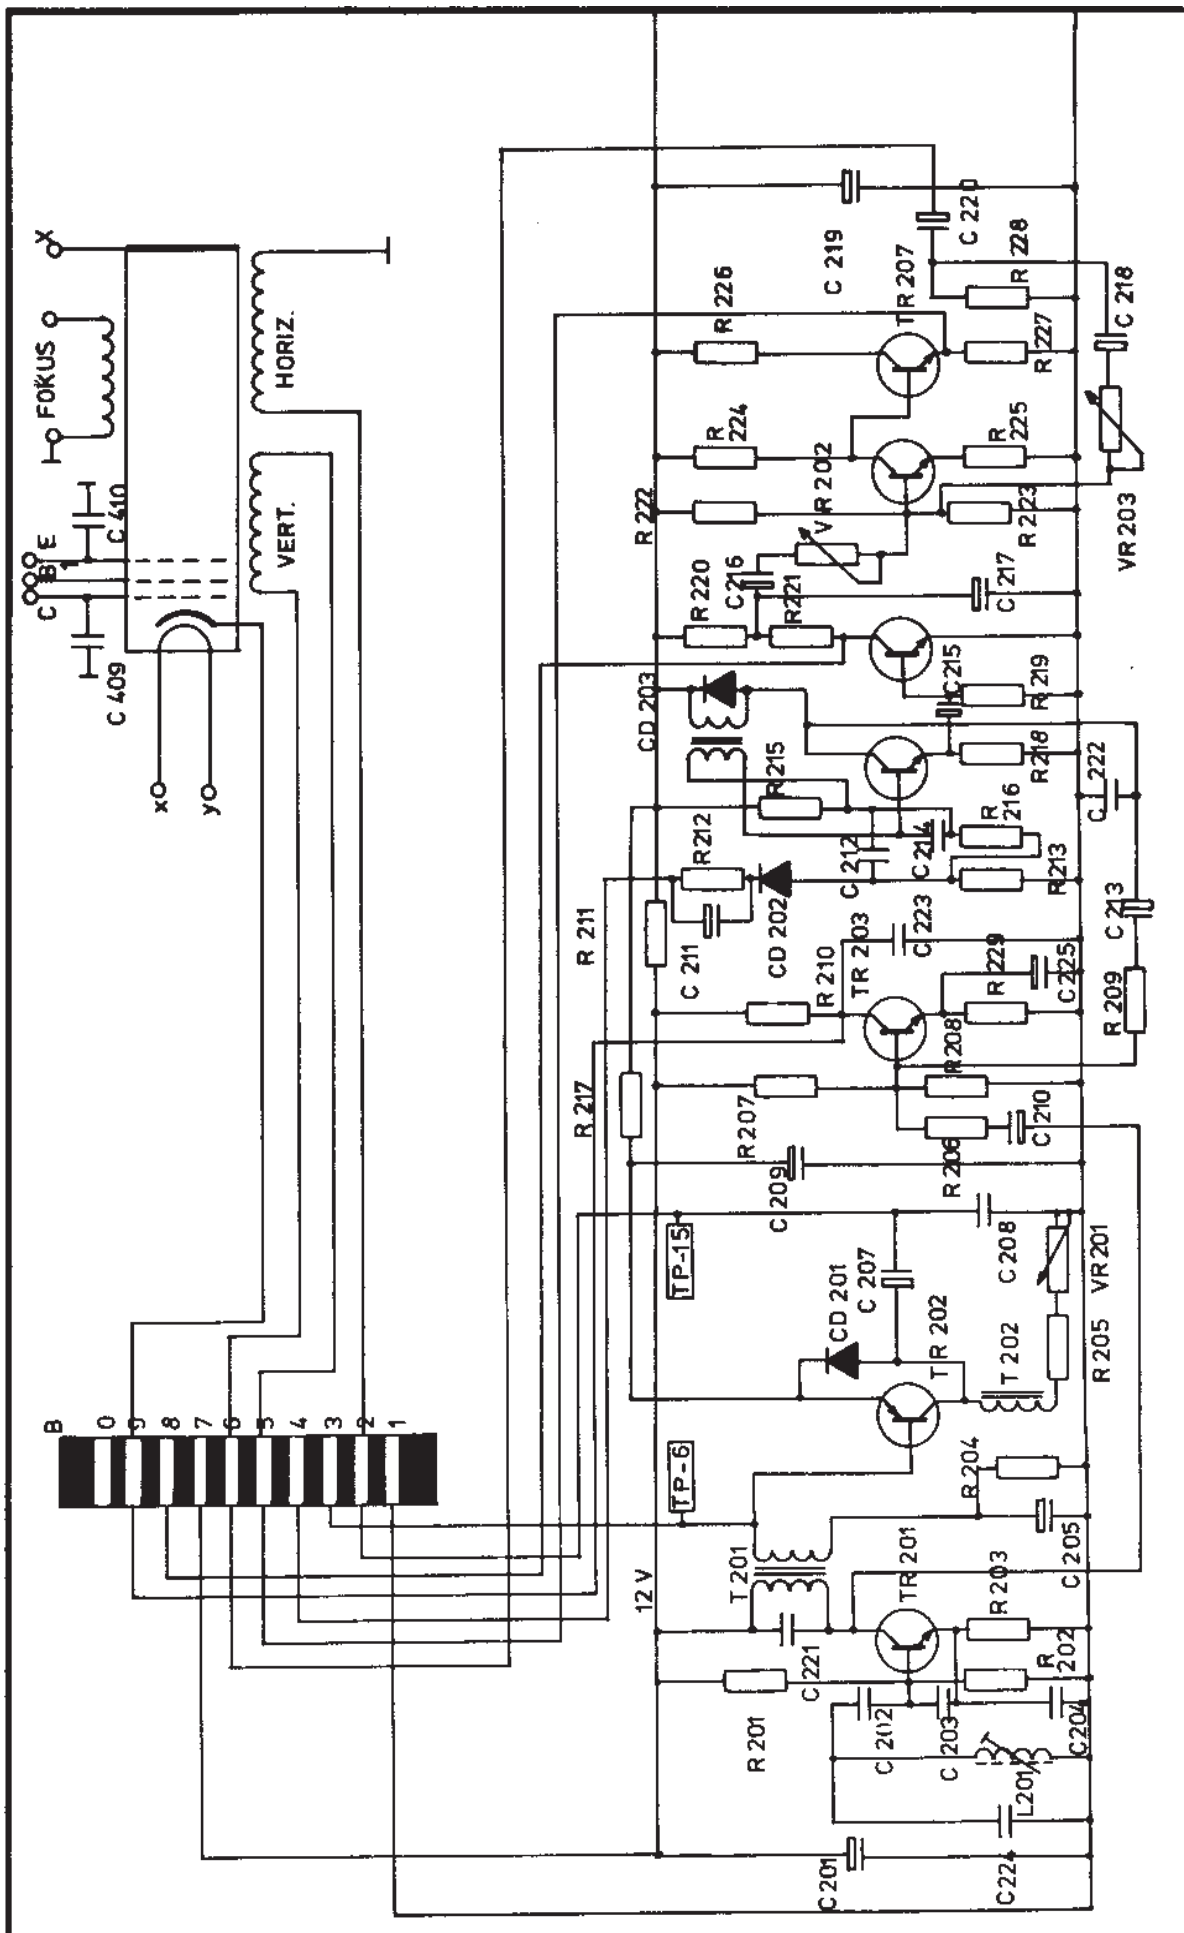 C
B
1
E
FOKUS
X
C 409
C 410
x
y
VERT.
HORIZ.
B
0
9
8
7
6
5
4
3
2
1
12 V
TP-6
TP-15
R 217
R 211
CD 203
R 222
T 201
R 201
C 221
C 209
R 207
C 211
R 212
R 215
R 220
C 216
R 221
R 224
R 226
CD 202
VR 202
C 219
C 201
C 202
TR 201
CD 201
C 207
TR 202
R 210
TR 203
C 212
TR 207
C 203
R 204
R 206
R 208
C 223
C 214
C 215
C 220
C 224
L201
R 203
T 202
C 208
C 210
R 229
R 216
R 218
R 219
C 217
R 223
R 225
R 227
R 228
R 202
C 204
C 205
R 205
VR 201
C 225
R 213
C 222
R 209
C 213
VR 203
C 218